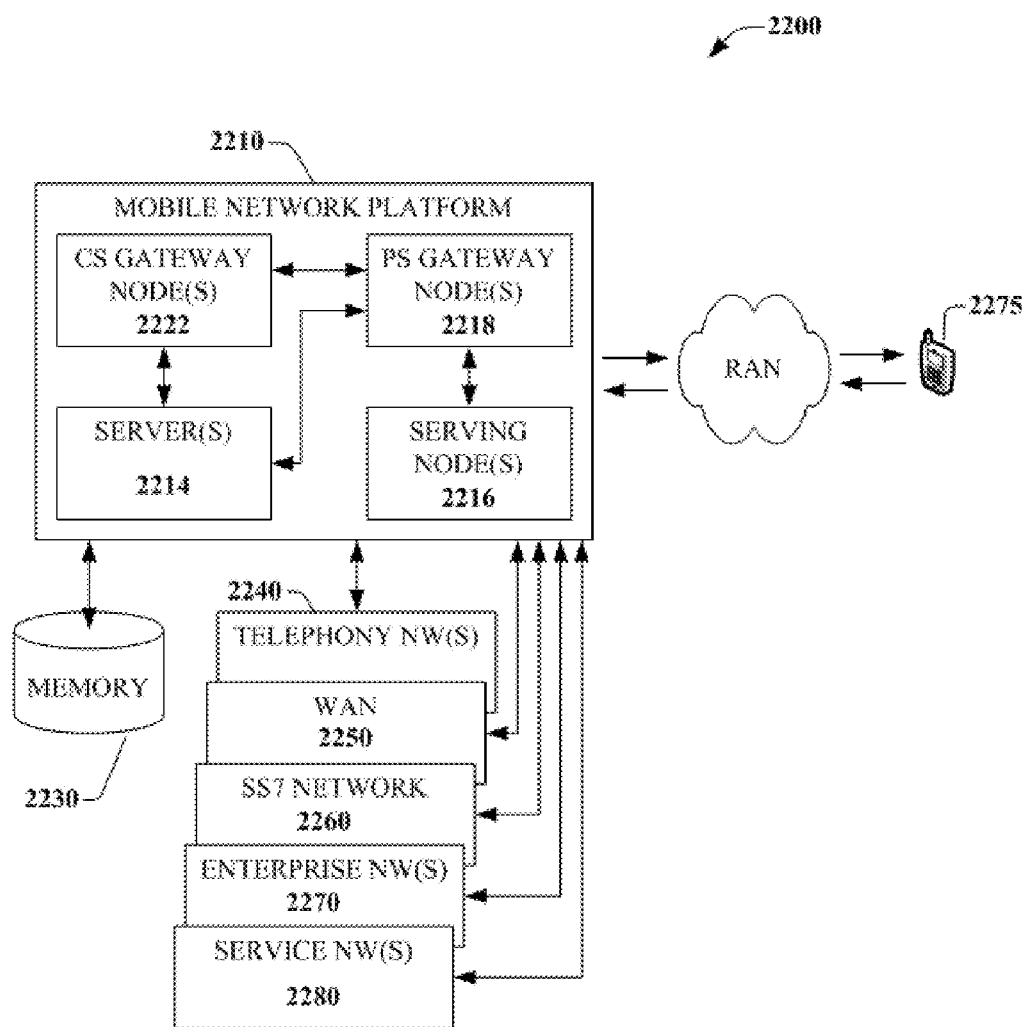 2200
2210
MOBILE NETWORK PLATFORM
CS GATEWAY
NODE(S)
2222
PS GATEWAY
NODE(S)
2218
SERVER(S)
2214
SERVING
NODE(S)
2216
RAN
2275
2240
TELEPHONY NW(S)
MEMORY
2230
WAN
2250
SS7 NETWORK
2260
ENTERPRISE NW(S)
2270
SERVICE NW(S)
2280